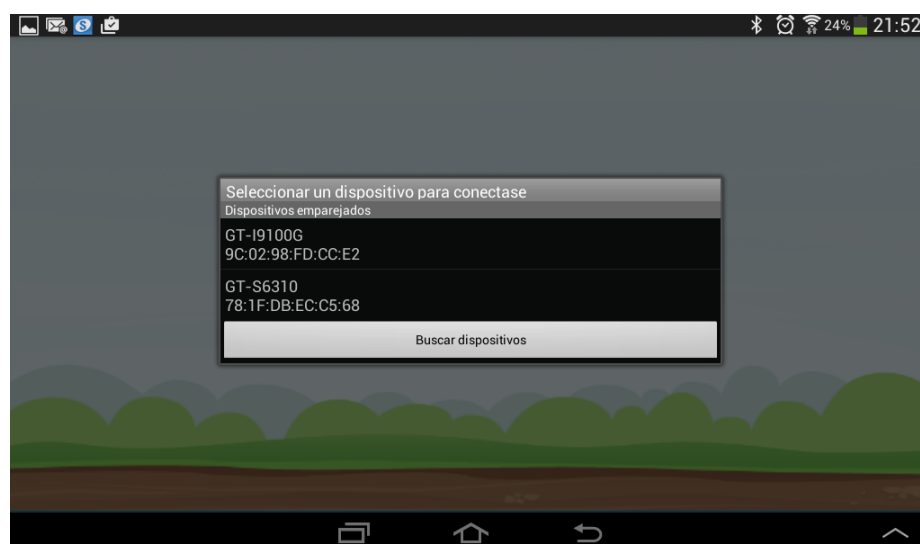 24% 21:52
Seleccionar un dispositivo para conectase
Dispositivos emparejados
GT-I9100G
9C:02:98:FD:CC:E2
GT-S6310
78:1F:DB:EC:C5:68
Buscar dispositivos